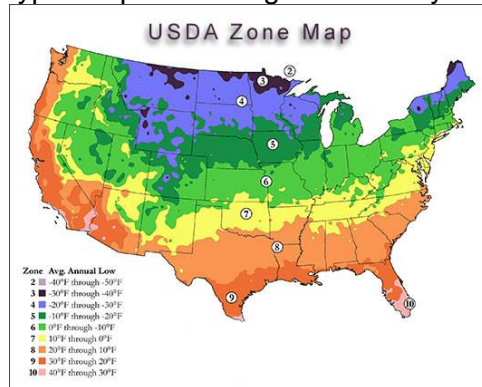 USDA Zone Map
2
3
4
5
6
7
8
9
10
Zone Avg. Annual Low
2 -40°F through -50°F
3 -30°F through -40°F
4 -20°F through -30°F
5 -10°F through -20°F
6 0°F through -10°F
7 10°F through 0°F
8 20°F through 10°F
9 30°F through 20°F
10 40°F through 30°F